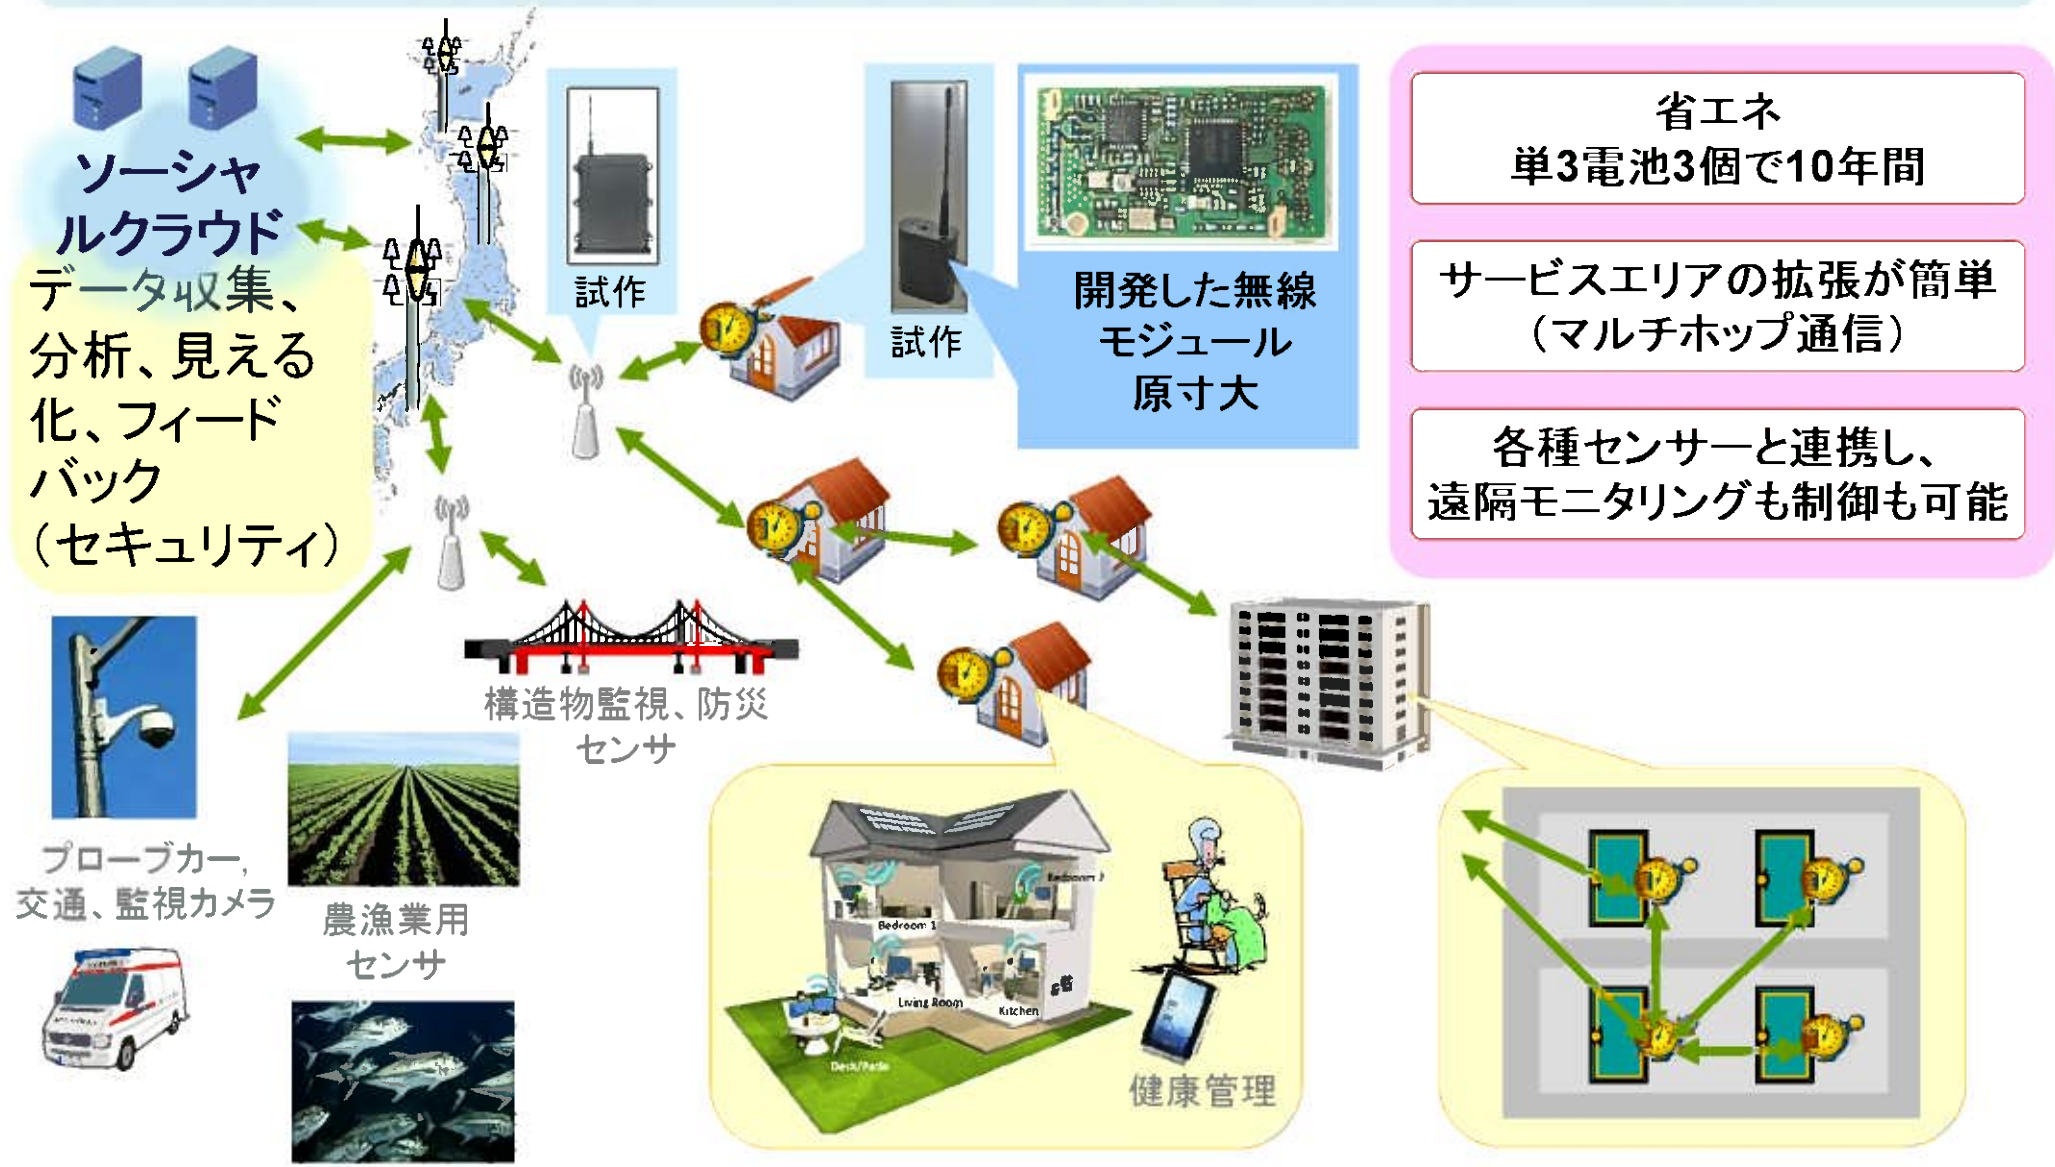 ソーシャ
ルクラウド
データ収集、
分析、見える
化、フィード
バック
（セキュリティ）
試作
試作
開発した無線
モジュール
原寸大
省エネ
単3電池3個で10年間
サービスエリアの拡張が簡単
（マルチホップ通信）
各種センサーと連携し、
遠隔モニタリングも制御も可能
構造物監視、防災
センサ
プローブカー,
交通、監視カメラ
農漁業用
センサ
Bedroom 2
Bedroom 1
Living Room
Kitchen
Desk/Patio
健康管理